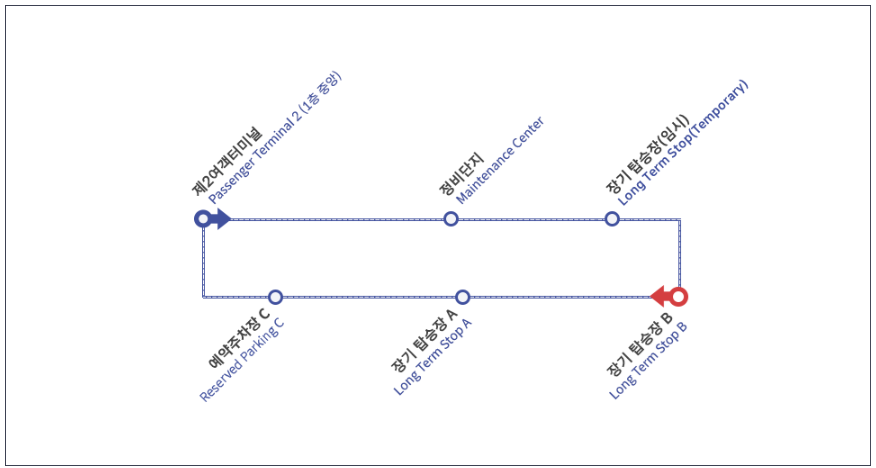 제2여객터미널
Passenger Terminal 2 (1층 중앙)
정비단지
Maintenance Center
장기 탑승장(임시)
Long Term Stop(Temporary)
예약주차장 C
Reserved Parking C
장기 탑승장 A
Long Term Stop A
장기 탑승장 B
Long Term Stop B